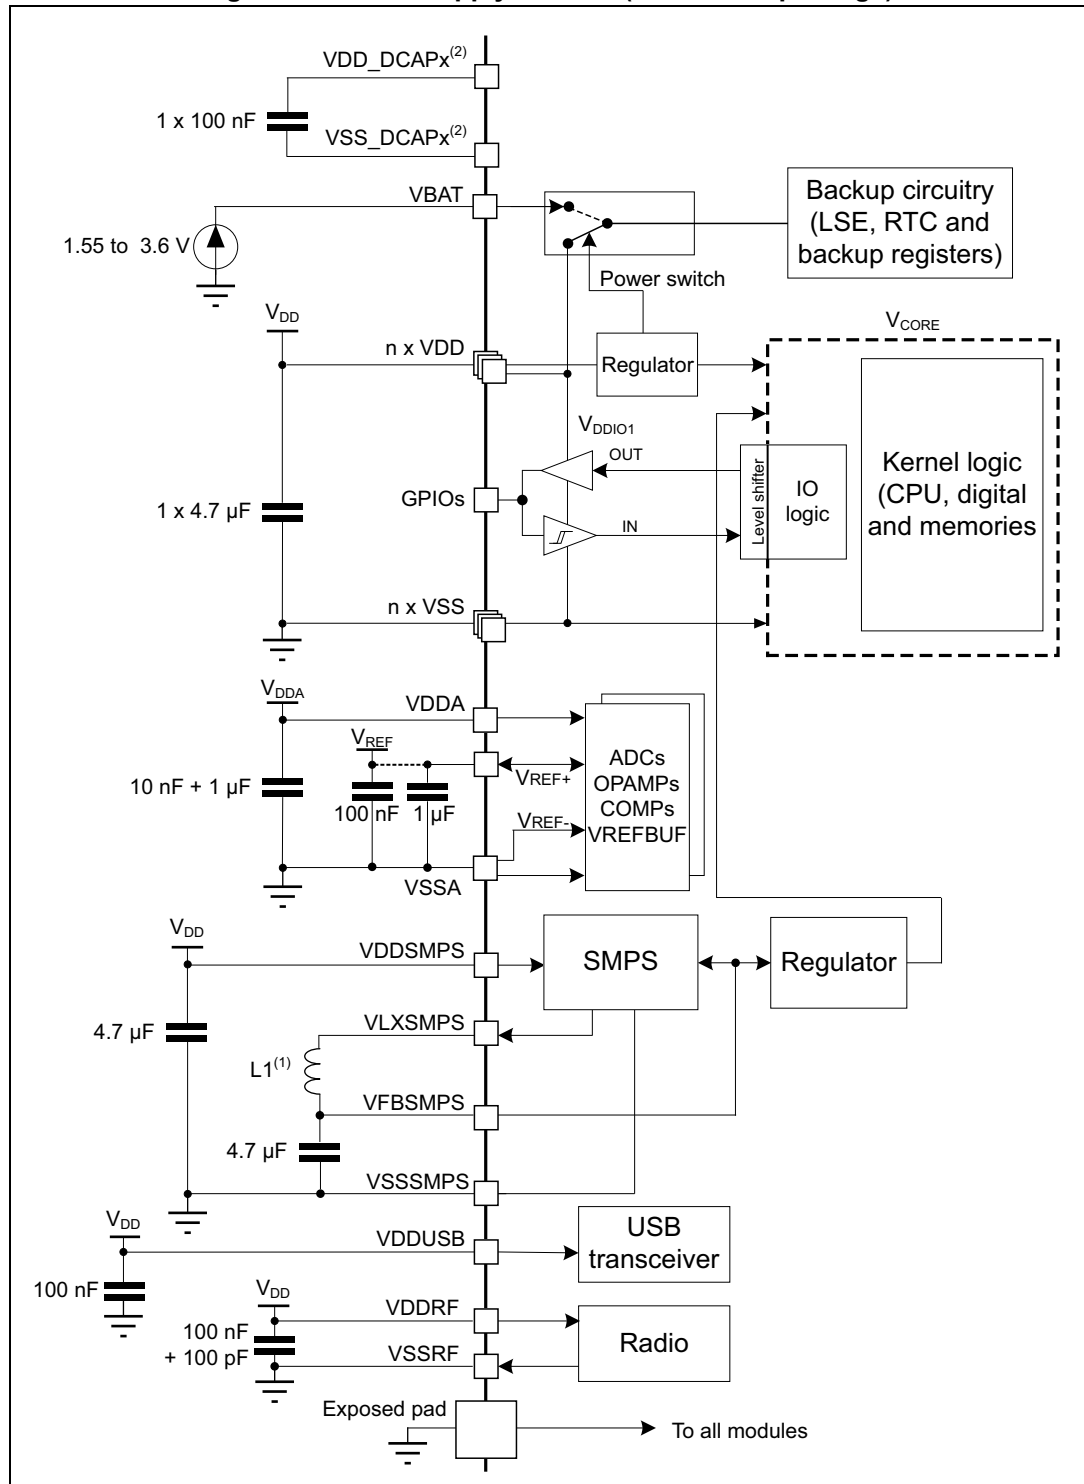 VDD_DCAPx(2)
1 x 100 nF
VSS_DCAPx(2)
VBAT
1.55 to 3.6 V
Power switch
Backup circuitry
(LSE, RTC and
backup registers)
VDD
n x VDD
Regulator
VCORE
VDDIO1
OUT
GPIOs
IN
Level shifter
IO
logic
Kernel logic
(CPU, digital
and memories
1 x 4.7 µF
n x VSS
VDDA
VDDA
10 nF + 1 µF
VREF
100 nF
1 µF
VREF+
VREF-
VSSA
ADCs
OPAMPs
COMPs
VREFBUF
VDD
VDDSMPS
SMPS
Regulator
4.7 µF
VLXSMPS
L1(1)
VFBSMPS
4.7 µF
VSSSMPS
VDD
VDDUSB
USB
transceiver
100 nF
VDD
VDDRF
100 nF
+ 100 pF
VSSRF
Radio
Exposed pad
To all modules